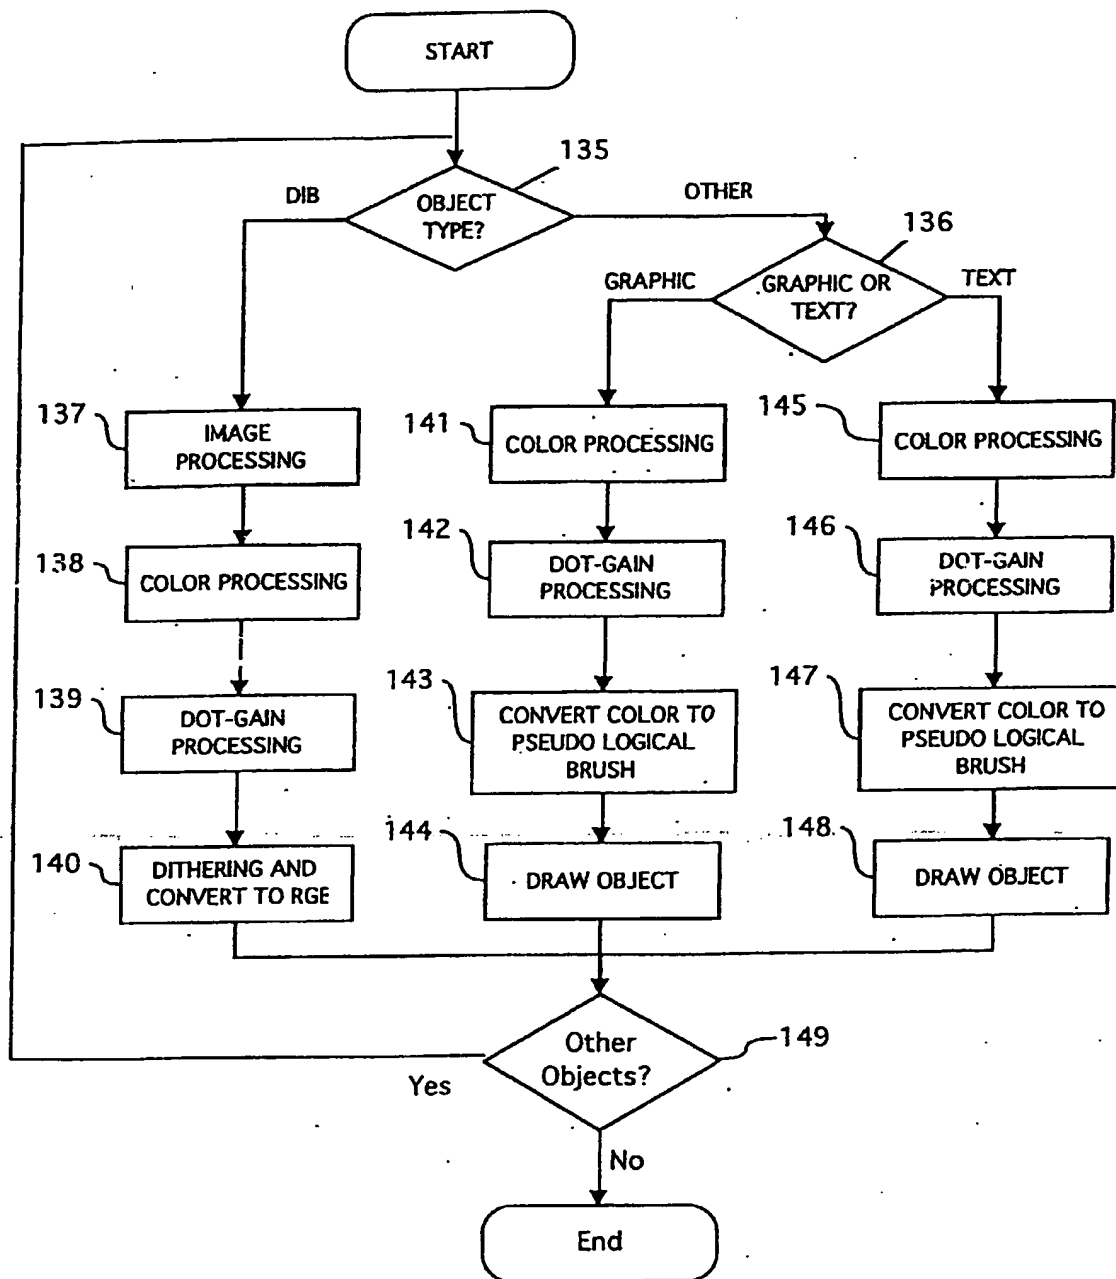 START
135
DIB
OBJECT
TYPE?
OTHER
136
GRAPHIC
GRAPHIC OR
TEXT?
TEXT
137
IMAGE
PROCESSING
141
COLOR PROCESSING
145
COLOR PROCESSING
138
COLOR PROCESSING
142
DOT-GAIN
PROCESSING
146
DOT-GAIN
PROCESSING
139
DOT-GAIN
PROCESSING
143
CONVERT COLOR TO
PSEUDO LOGICAL
BRUSH
147
CONVERT COLOR TO
PSEUDO LOGICAL
BRUSH
140
DITHERING AND
CONVERT TO RGE
144
DRAW OBJECT
148
DRAW OBJECT
Other
Objects?
149
Yes
No
End